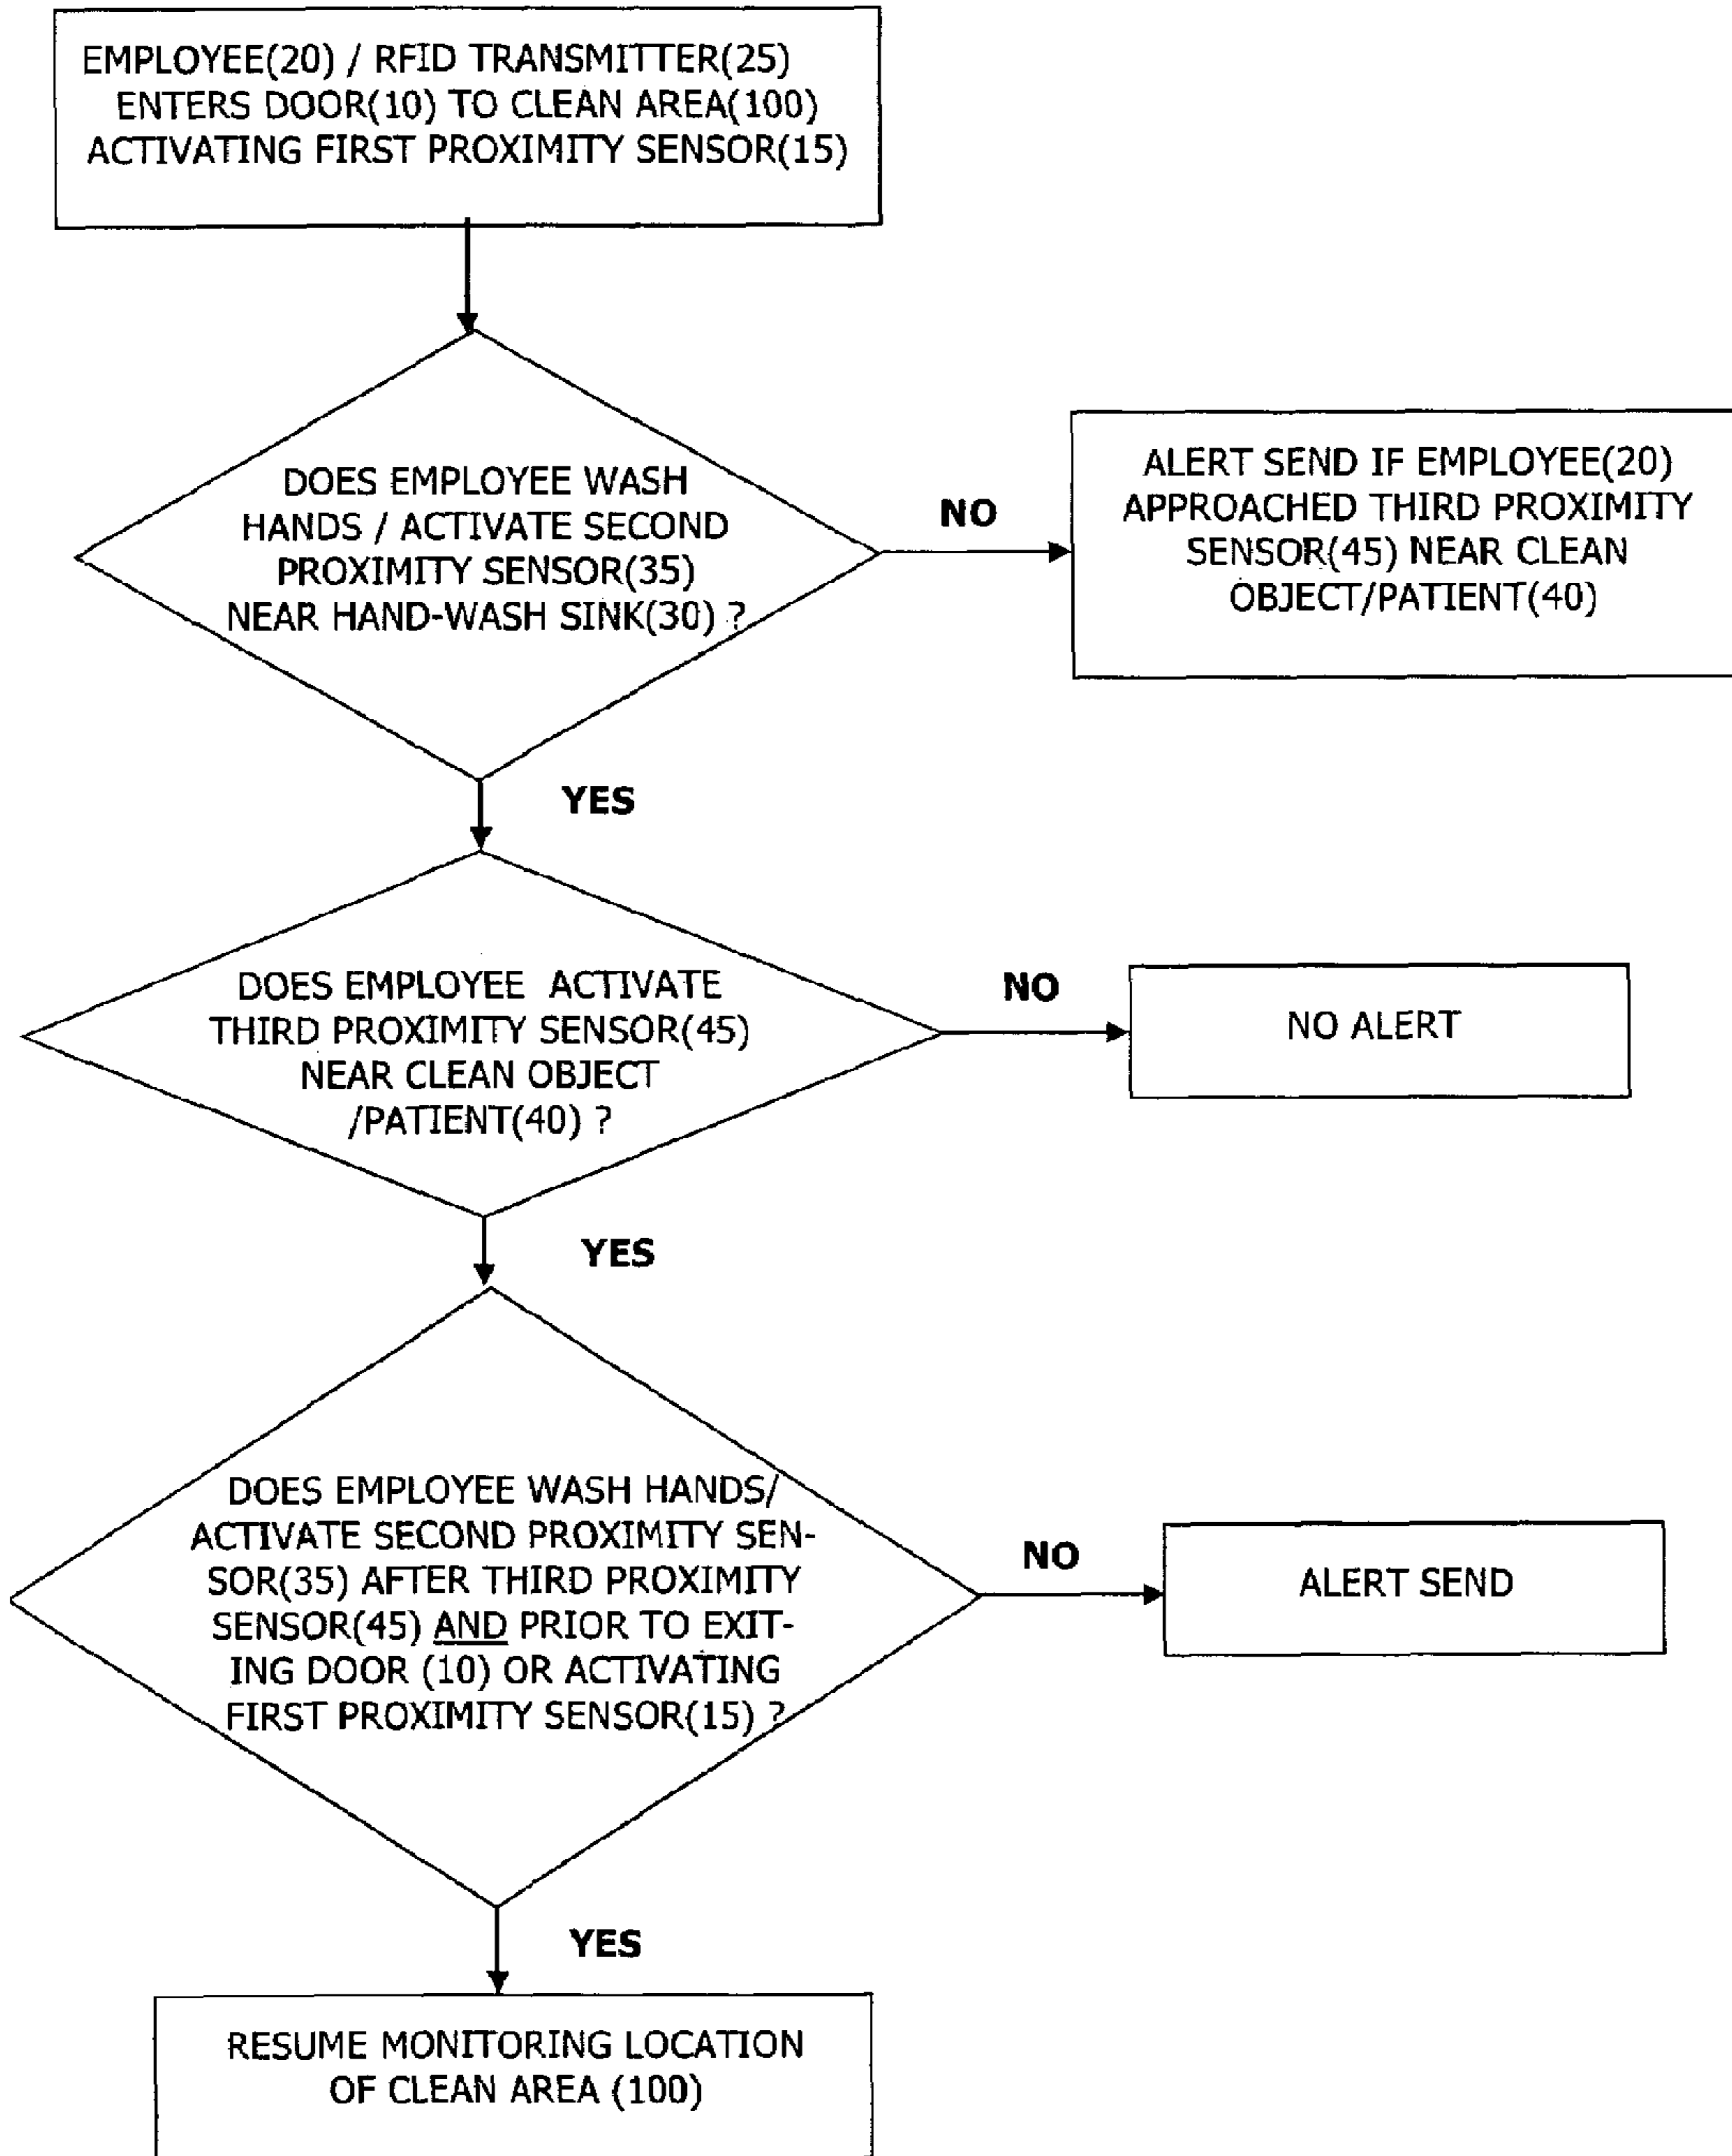 EMPLOYEE(20) / RFID TRANSMITTER(25)
ENTERS DOOR(10) TO CLEAN AREA(100)
ACTIVATING FIRST PROXIMITY SENSOR(15)
DOES EMPLOYEE WASH
HANDS / ACTIVATE SECOND
PROXIMITY SENSOR(35)
NEAR HAND-WASH SINK(30) ?
NO
ALERT SEND IF EMPLOYEE(20)
APPROACHED THIRD PROXIMITY
SENSOR(45) NEAR CLEAN
OBJECT/PATIENT(40)
YES
DOES EMPLOYEE ACTIVATE
THIRD PROXIMITY SENSOR(45)
NEAR CLEAN OBJECT
/PATIENT(40) ?
NO
NO ALERT
YES
DOES EMPLOYEE WASH HANDS/
ACTIVATE SECOND PROXIMITY SEN-
SOR(35) AFTER THIRD PROXIMITY
SENSOR(45) AND PRIOR TO EXIT-
ING DOOR (10) OR ACTIVATING
FIRST PROXIMITY SENSOR(15) ?
NO
ALERT SEND
YES
RESUME MONITORING LOCATION
OF CLEAN AREA (100)